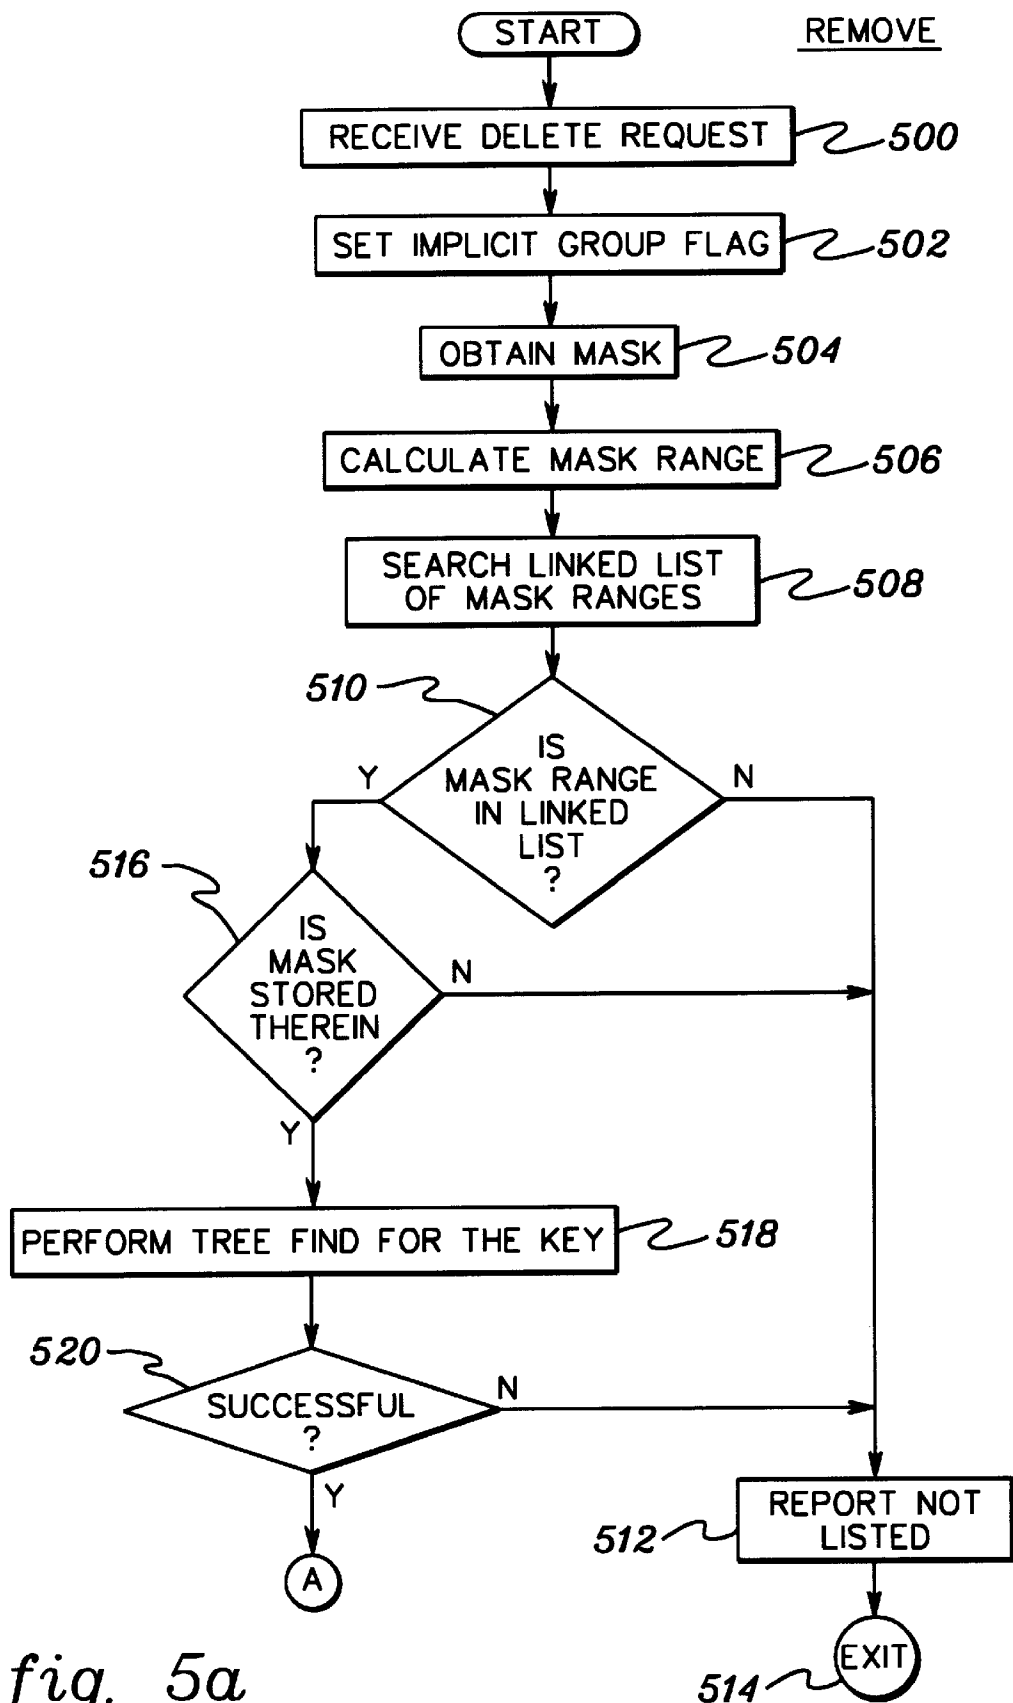 START
REMOVE
RECEIVE DELETE REQUEST
500
SET IMPLICIT GROUP FLAG
502
OBTAIN MASK
504
CALCULATE MASK RANGE
506
SEARCH LINKED LIST
OF MASK RANGES
508
510
IS
MASK RANGE
IN LINKED
LIST
?
Y
N
516
IS
MASK
STORED
THEREIN
?
N
Y
PERFORM TREE FIND FOR THE KEY
518
520
SUCCESSFUL
?
N
Y
A
REPORT NOT
LISTED
512
EXIT
514
fig. 5a